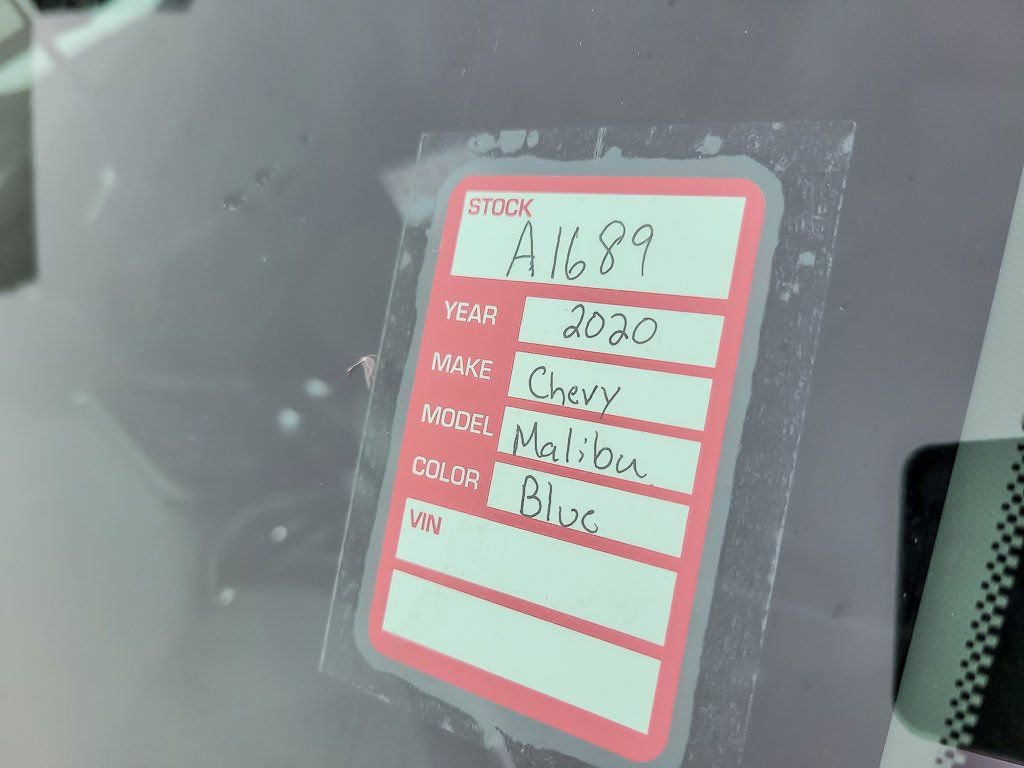 STOCK
A1689
YEAR 2020
MAKE Chevy
MODEL Malibu
COLOR Blue
VIN